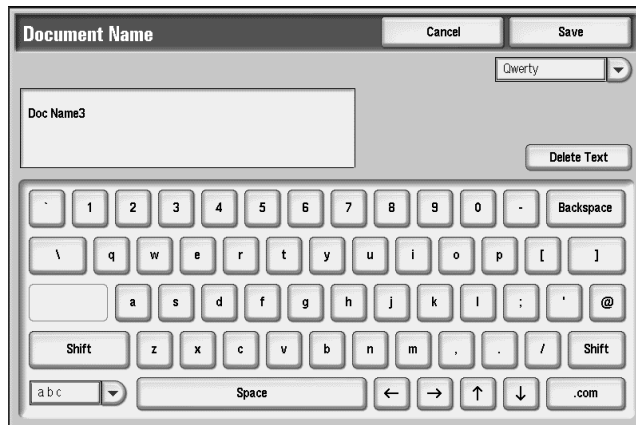 Document Name Cancel Save
Qwerty
Doc Name3
Delete Text
` 1 2 3 4 5 6 7 8 9 0 - Backspace
\ q w e r t y u i o p [ ]
a s d f g h j k l ; ' @
Shift z x c v b n m , . / Shift
abc Space ← → ↑ ↓ .com